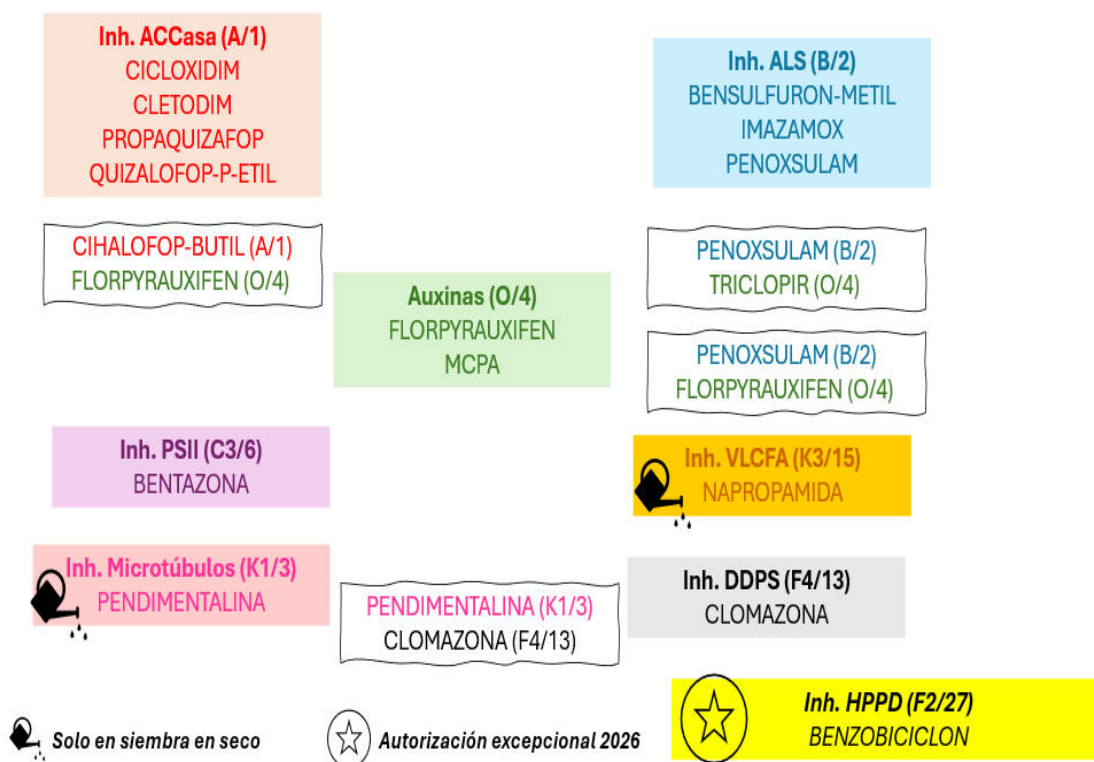 Inh. ACCasa (A/1)
CICLOXIDIM
CLETODIM
PROPAQUIZAFOP
QUIZALOFOP-P-ETIL
Inh. ALS (B/2)
BENSULFURON-METIL
IMAZAMOX
PENOXSULAM
CIHALOFOP-BUTIL (A/1)
FLORPYRAUXIFEN (O/4)
Auxinas (O/4)
FLORPYRAUXIFEN
MCPA
PENOXSULAM (B/2)
TRICLOPIR (O/4)
PENOXSULAM (B/2)
FLORPYRAUXIFEN (O/4)
Inh. PSII (C3/6)
BENTAZONA
Inh. VLCFA (K3/15)
NAPROPAMIDA
Inh. Microtúbulos (K1/3)
PENDIMENTALINA
PENDIMENTALINA (K1/3)
CLOMAZONA (F4/13)
Inh. DDPS (F4/13)
CLOMAZONA
Inh. HPPD (F2/27)
BENZOBICICLON
Solo en siembra en seco
Autorización excepcional 2026